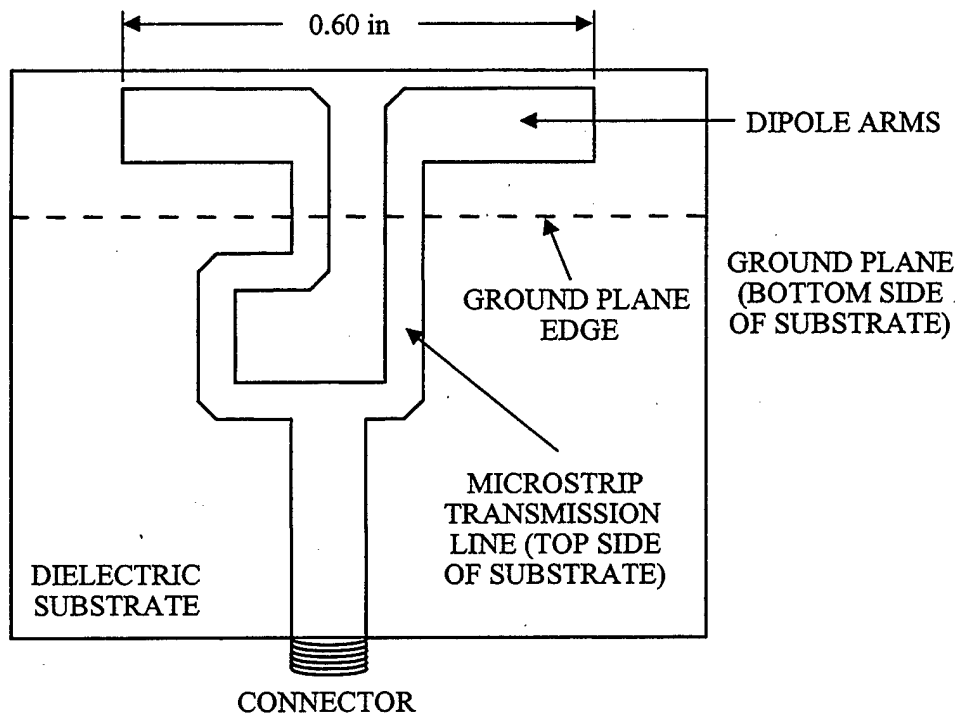 0.60 in
DIPOLE ARMS
GROUND PLANE
EDGE
GROUND PLANE
(BOTTOM SIDE
OF SUBSTRATE)
MICROSTRIP
TRANSMISSION
LINE (TOP SIDE
OF SUBSTRATE)
DIELECTRIC
SUBSTRATE
CONNECTOR